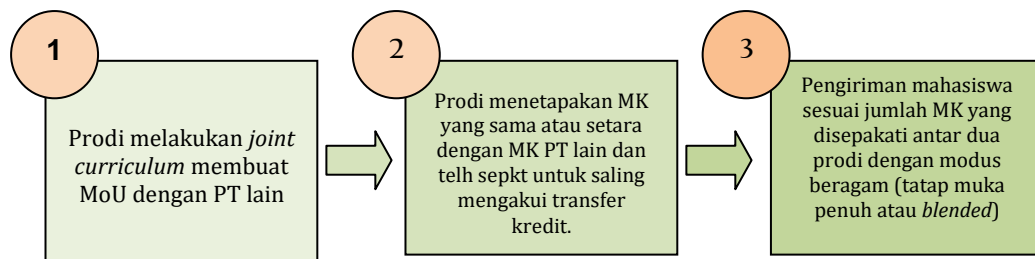 1
Prodi melakukan joint
curriculum membuat
MoU dengan PT lain
2
Prodi menetapakan MK
yang sama atau setara
dengan MK PT lain dan
telh sepkt untuk saling
mengakui transfer
kredit.
3
Pengiriman mahasiswa
sesuai jumlah MK yang
disepakati antar dua
prodi dengan modus
beragam (tatap muka
penuh atau blended)